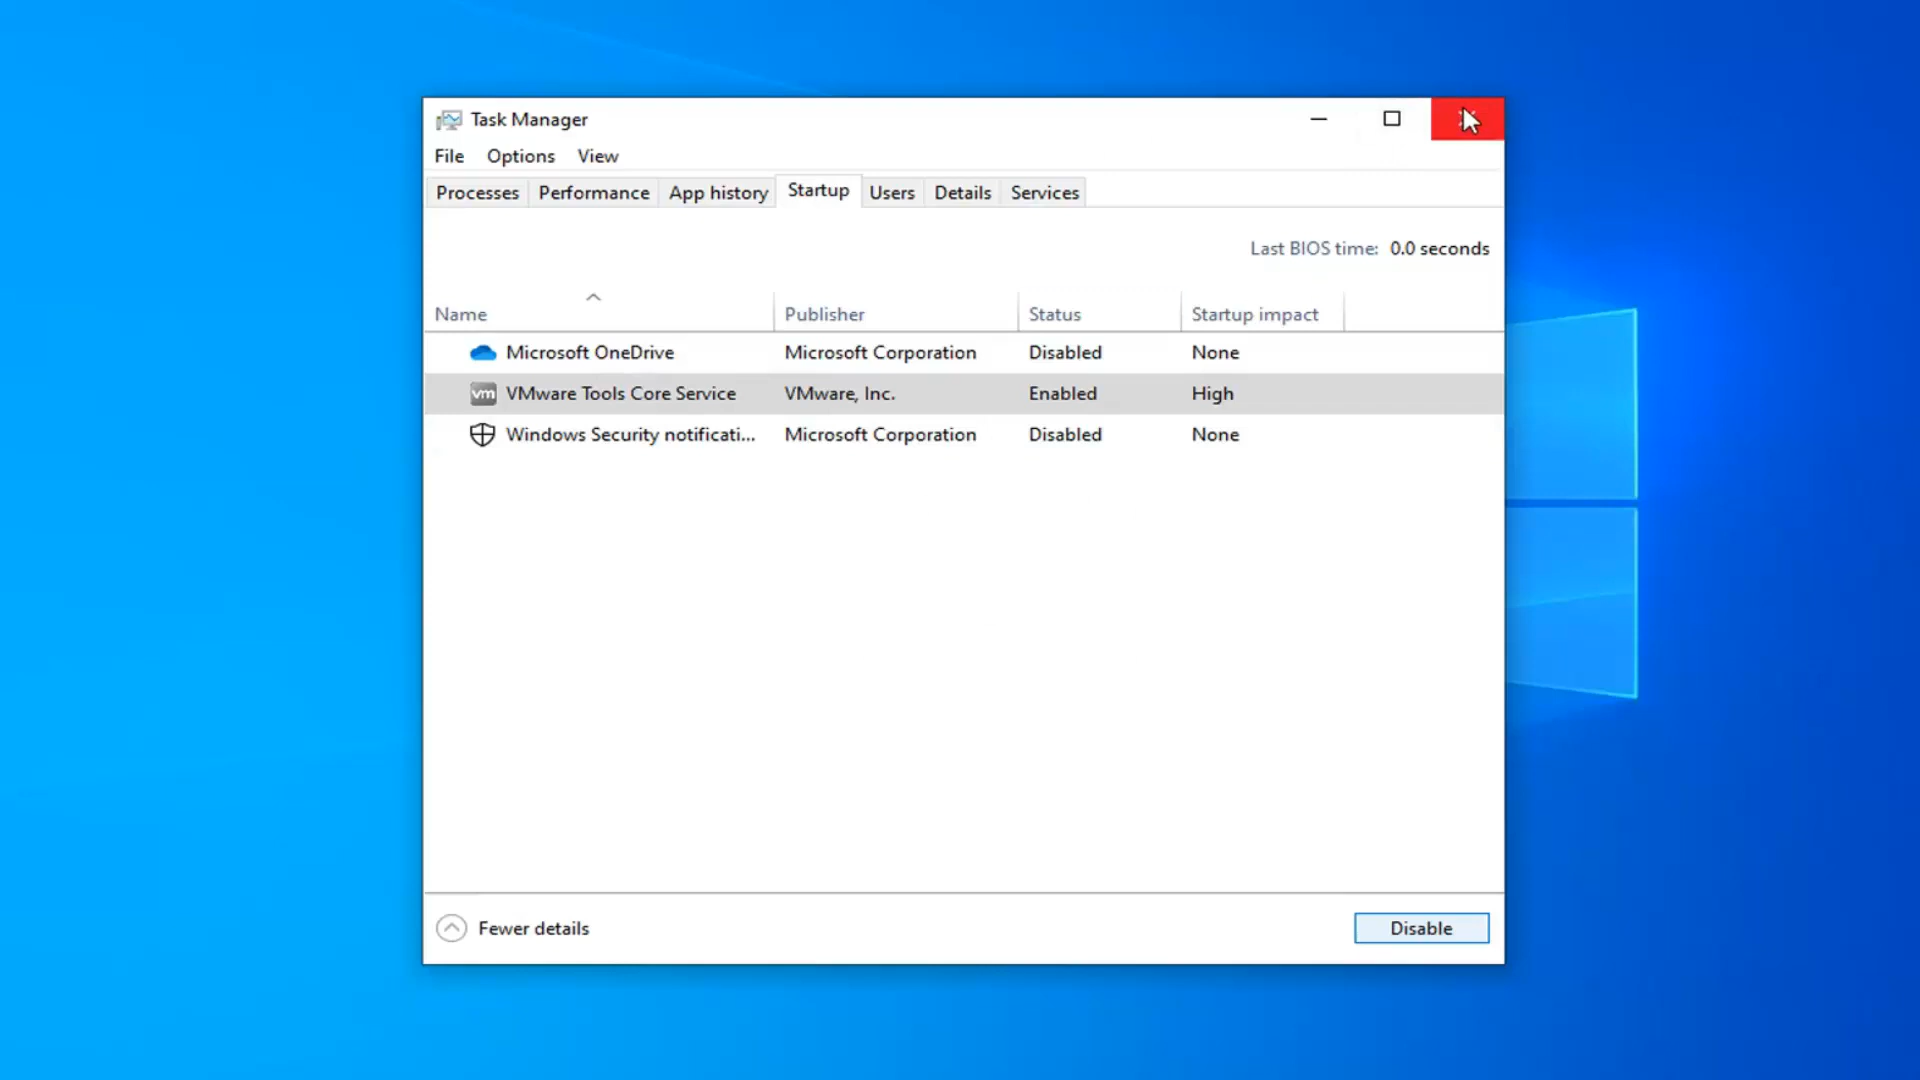 Task Manager
File Options View
Processes Performance App history Startup Users Details Services
Last BIOS time: 0.0 seconds
Name Publisher Status Startup impact
Microsoft OneDrive Microsoft Corporation Disabled None
vm VMware Tools Core Service VMware, Inc. Enabled High
Windows Security notificati... Microsoft Corporation Disabled None
Fewer details Disable